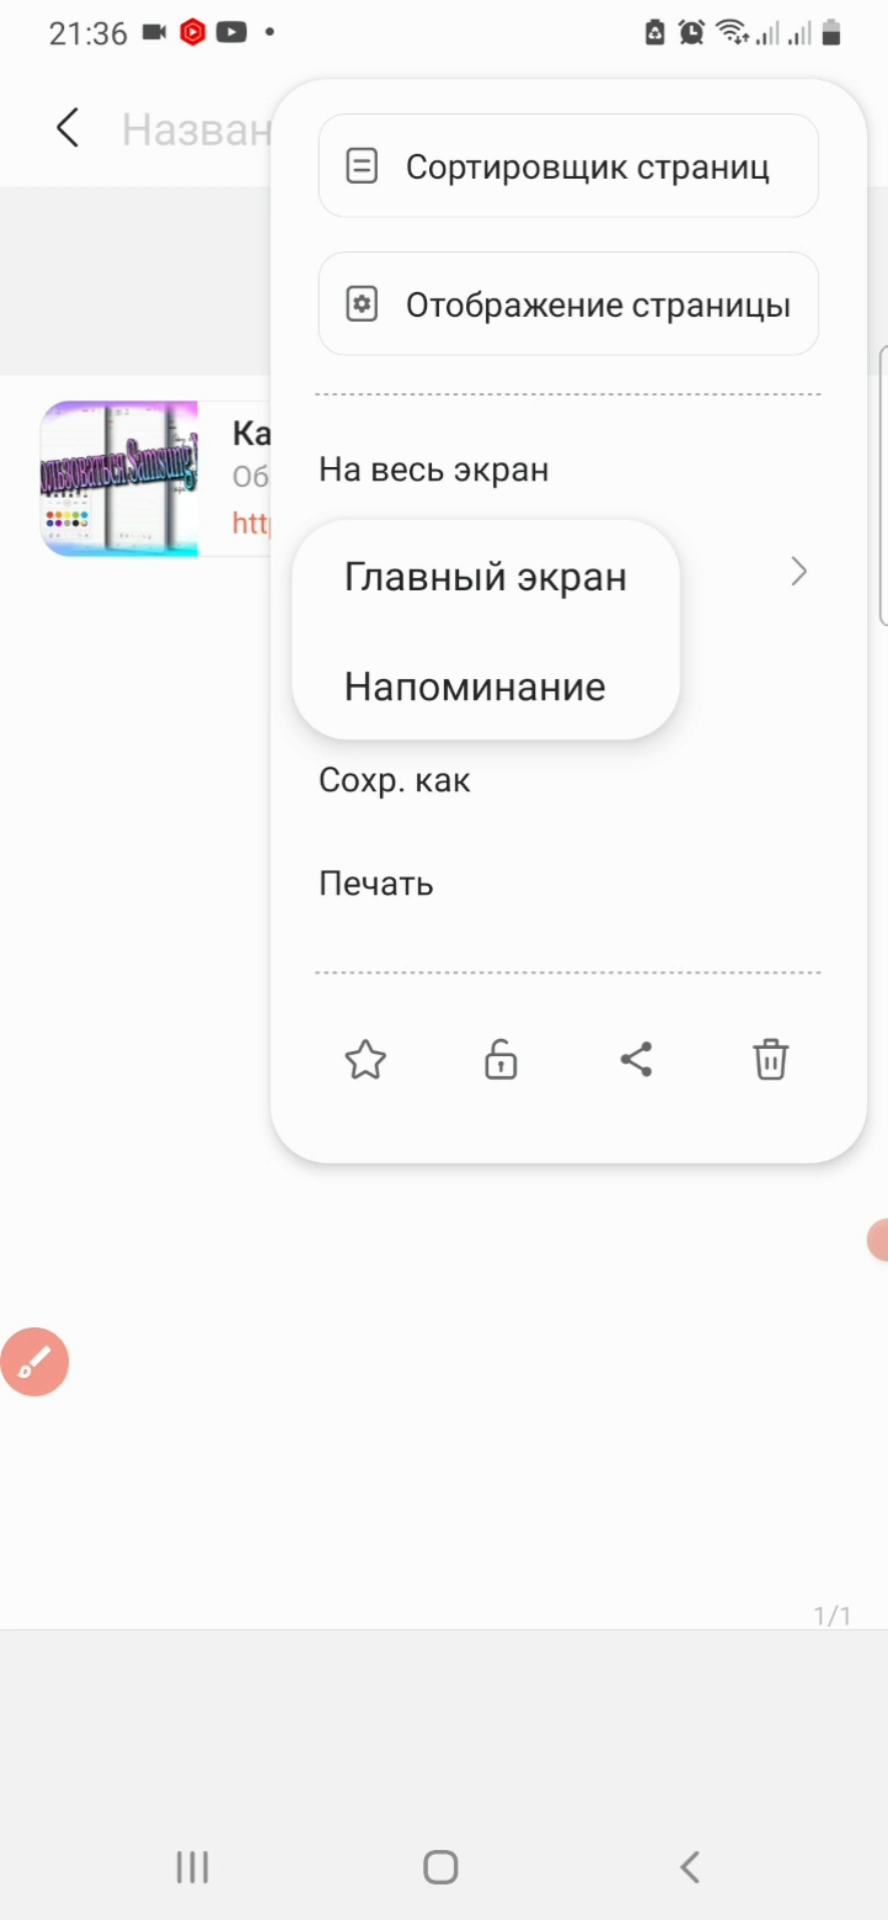 21:36
Назван
Сортировщик страниц
Отображение страницы
Ка
Об
htt
На весь экран
Главный экран
Напоминание
Сохр. как
Печать
1/1